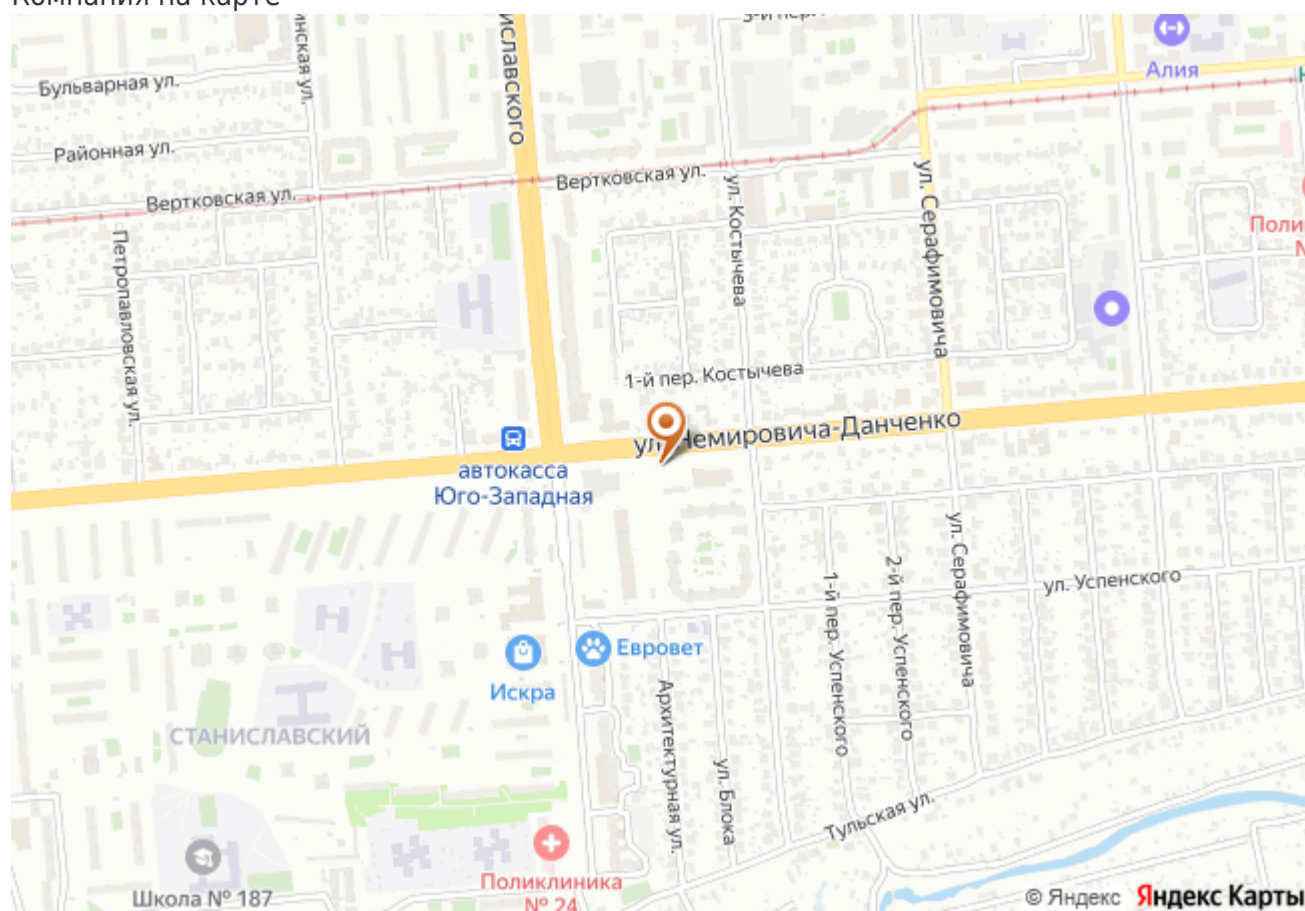 Компания на карте
3-й пер.
Алия
Бульварная ул.
Районная ул.
Вертковская ул.
Вертковская ул.
ул. Костычева
ул. Серафимовича
Петропавловская ул.
1-й пер. Костычева
ул. Немировича-Данченко
автокасса
Юго-Западная
ул. Серафимовича
1-й пер. Успенского
2-й пер. Успенского
ул. Успенского
Евровет
Искра
Архитектурная ул.
ул. Блока
СТАНИСЛАВСКИЙ
Тульская ул.
Школа № 187
Поликлиника
№ 24
© Яндекс Яндекс Карты